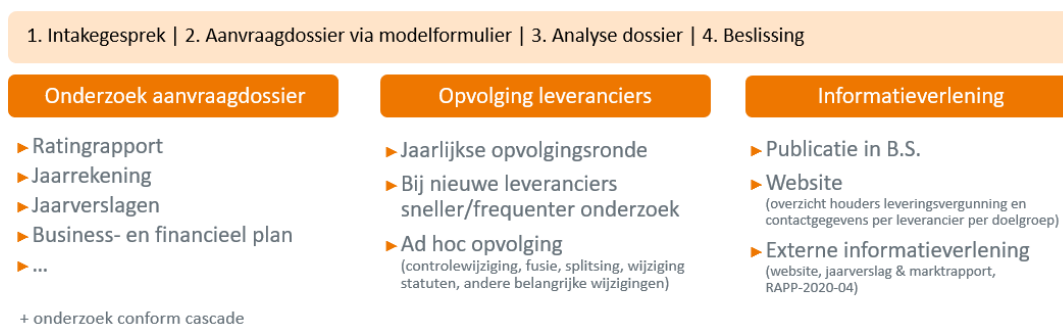 1. Intakegesprek | 2. Aanvraagdossier via modelformulier | 3. Analyse dossier | 4. Beslissing
Onderzoek aanvraagdossier
►Ratingrapport
►Jaarrekening
►Jaarverslagen
►Business- en financieel plan
►...
+ onderzoek conform cascade
Opvolging leveranciers
►Jaarlijkse opvolgingsronde
►Bij nieuwe leveranciers
sneller/frequenter onderzoek
►Ad hoc opvolging
(controlewijziging, fusie, splitsing, wijziging
statuten, andere belangrijke wijzigingen)
Informatieverlening
►Publicatie in B.S.
►Website
(overzicht houders leveringsvergunning en
contactgegevens per leverancier per doelgroep)
►Externe informatieverlening
(website, jaarverslag & marktrapport,
RAPP-2020-04)